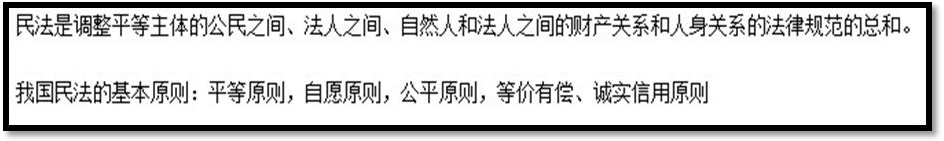 民法是调整平等主体的公民之间、法人之间、自然人和法人之间的财产关系和人身关系的法律规范的总和。
我国民法的基本原则：平等原则，自愿原则，公平原则，等价有偿、诚实信用原则